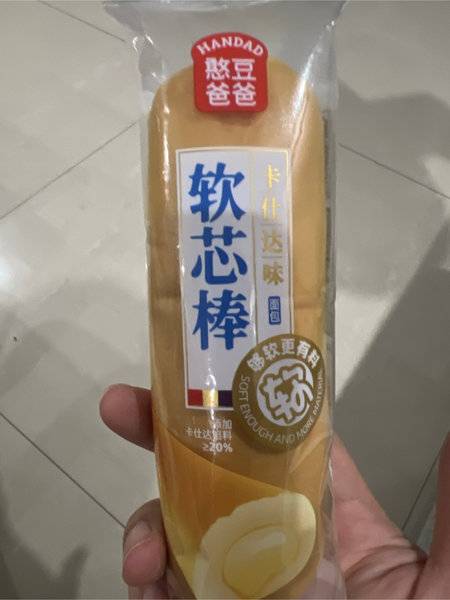 HANDAD
憨豆
爸爸
卡仕达味
面包
软芯棒
够软更有料
软
SOFT ENOUGH AND MORE MATERIAL
添加
卡仕达馅料
≥20%